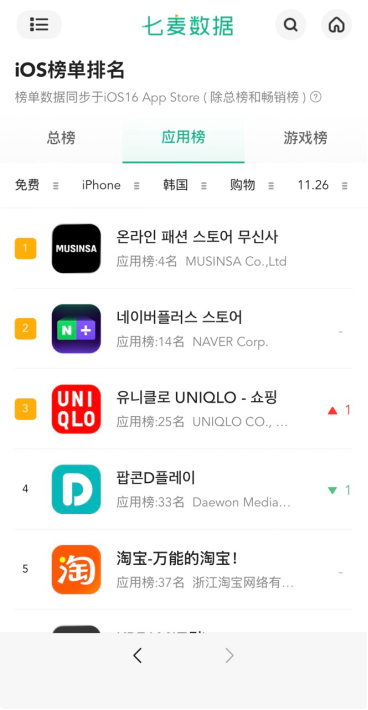 七麦数据
iOS榜单排名
榜单数据同步于iOS16 App Store ( 除总榜和畅销榜 ) ?
总榜 应用榜 游戏榜
免费 iPhone 韩国 购物 11.26
1 MUSINSA 온라인 패션 스토어 무신사
应用榜:4名 MUSINSA Co.,Ltd
2 N+ 네이버플러스 스토어 -
应用榜:14名 NAVER Corp.
3 UNI QLO 유니클로 UNIQLO - 쇼핑 1
应用榜:25名 UNIQLO CO., …
4 D 팝콘D플레이 1
应用榜:33名 Daewon Media…
5 淘 淘宝-万能的淘宝! -
应用榜:37名 浙江淘宝网络有…